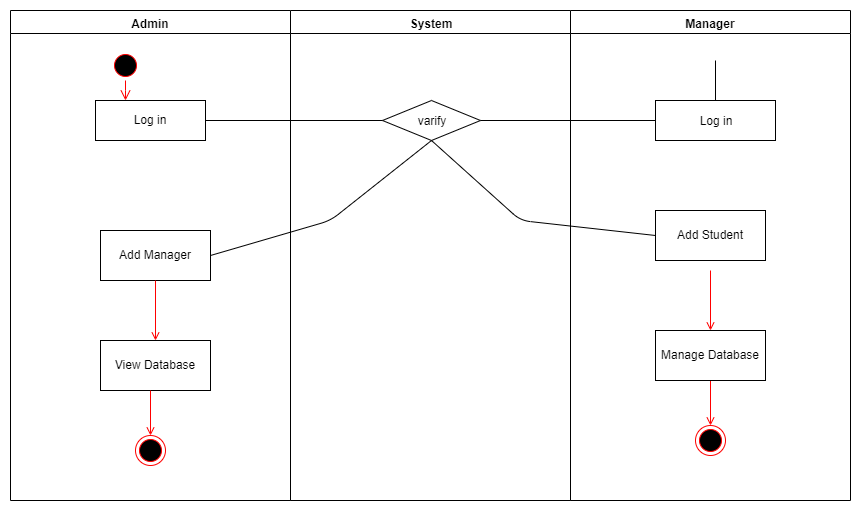 Admin
System
Manager
Log in
varify
Log in
Add Manager
Add Student
View Database
Manage Database